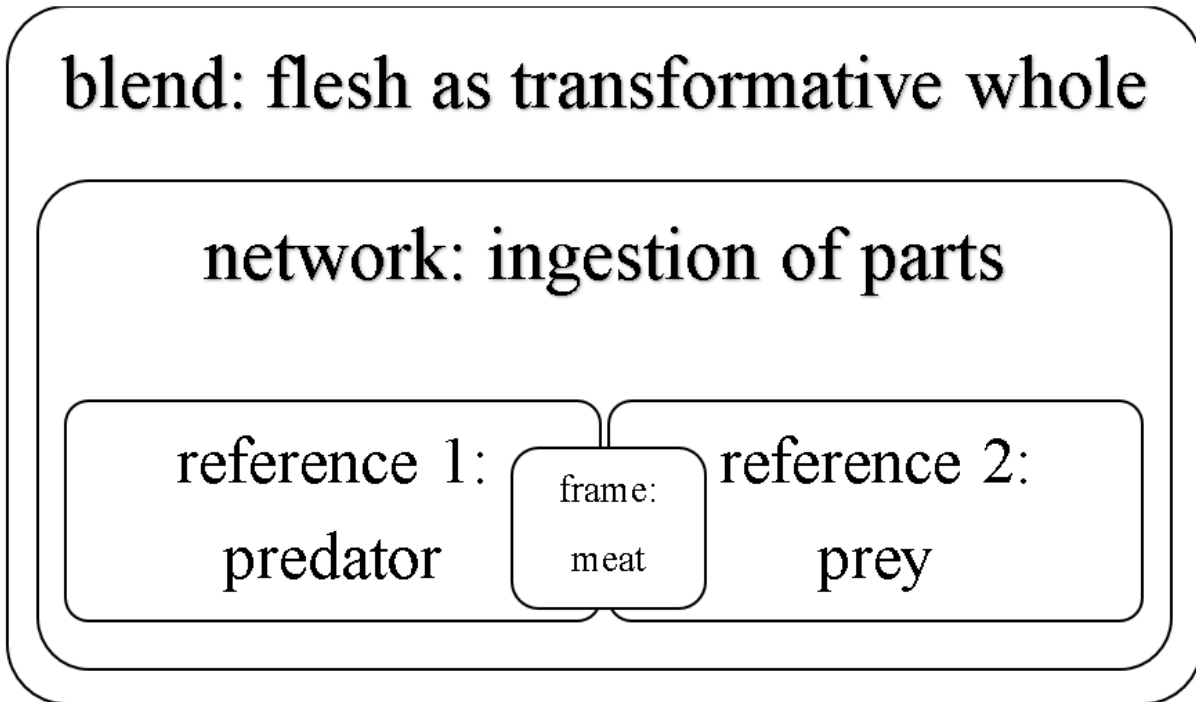 blend: flesh as transformative whole
network: ingestion of parts
reference 1:
predator
frame:
meat
reference 2:
prey